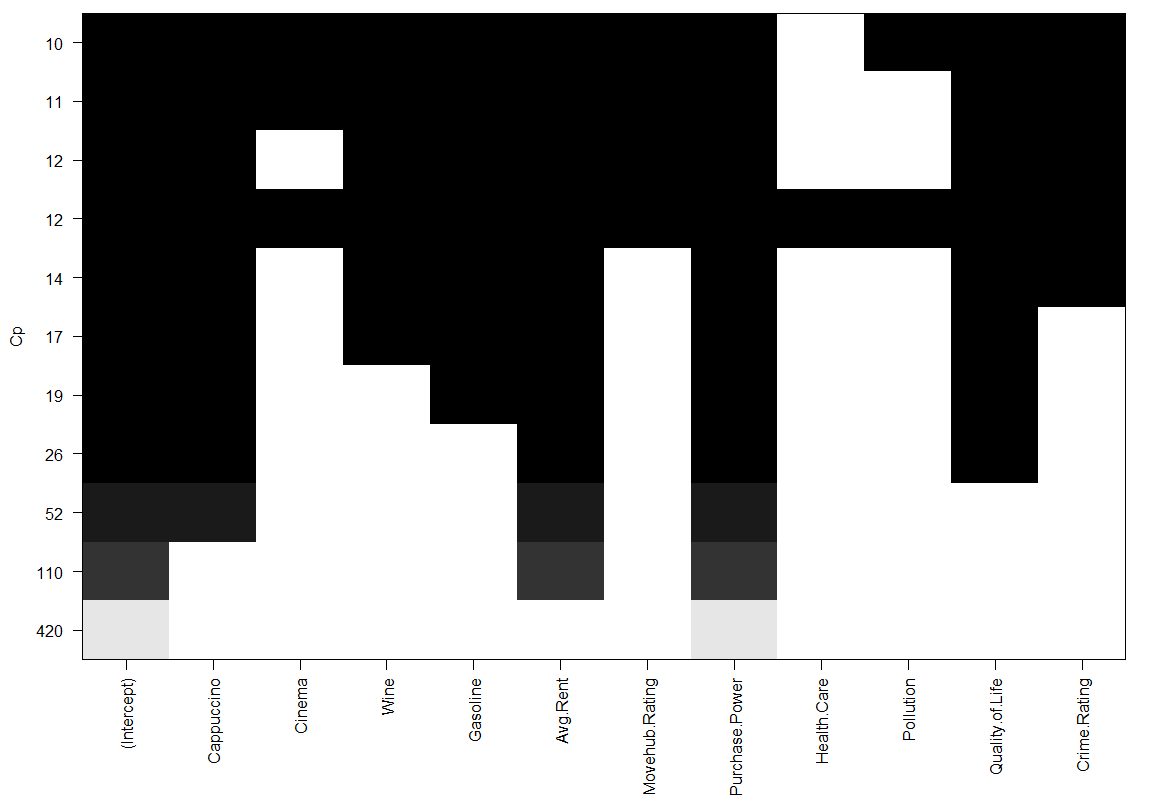 10
11
12
12
14
17
19
26
52
110
420
Cp
(Intercept)
Cappuccino
Cinema
Wine
Gasoline
Avg.Rent
Movehub.Rating
Purchase.Power
Health.Care
Pollution
Quality.of.Life
Crime.Rating